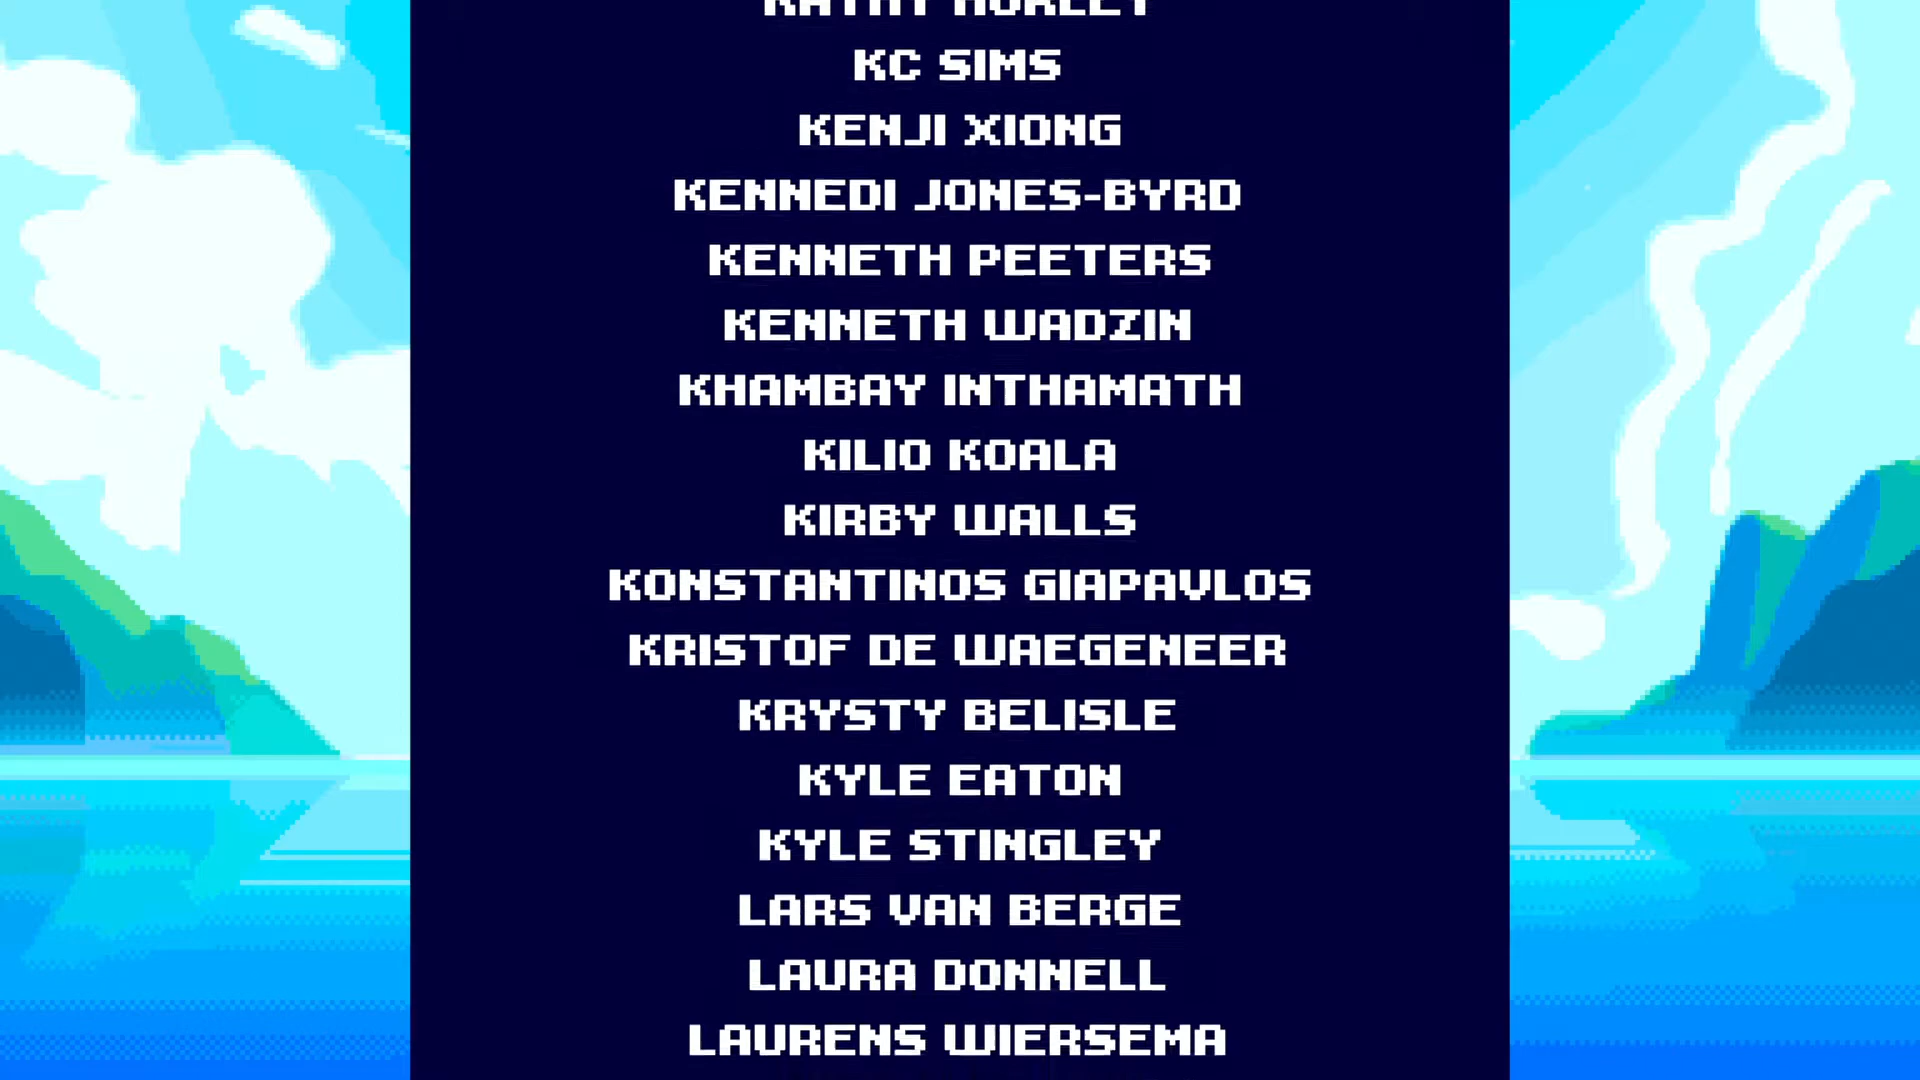 KC SIMS
KENJI XIONG
KENNEDI JONES-BYRD
KENNETH PEETERS
KENNETH WADZIN
KHAMBAY INTHAMATH
KILIO KOALA
KIRBY WALLS
KONSTANTINOS GIAPAVLOS
KRISTOF DE WAEGENEER
KRYSTY BELISLE
KYLE EATON
KYLE STINGLEY
LARS VAN BERGE
LAURA DONNELL
LAURENS WIERSEMA